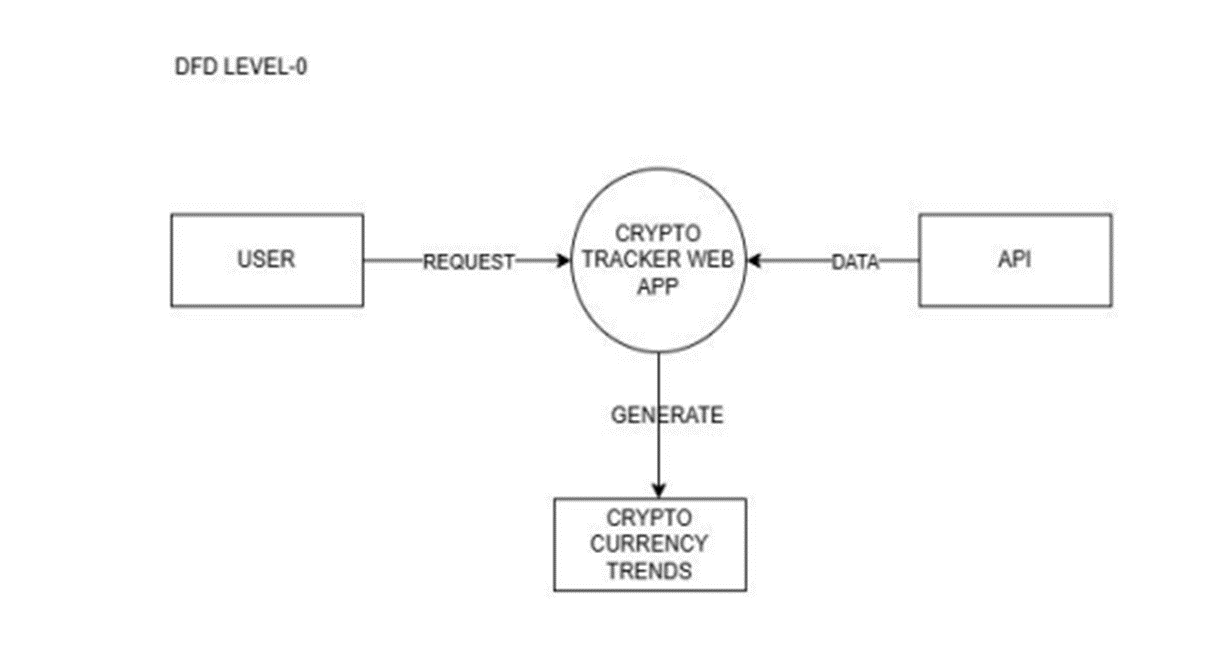 DFD LEVEL-0
USER
REQUEST
CRYPTO
TRACKER WEB
APP
DATA
API
GENERATE
CRYPTO
CURRENCY
TRENDS